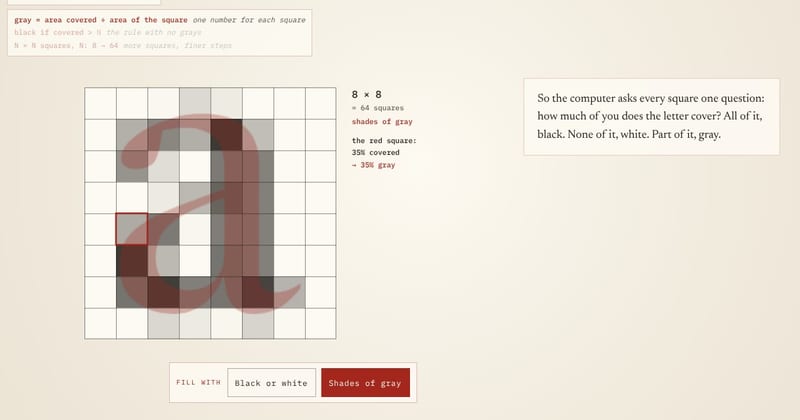 gray = area covered ÷ area of the square one number for each square
black if covered > ½ the rule with no grays
N × N squares, N: 8 → 64 more squares, finer steps
8 × 8
= 64 squares
shades of gray
the red square:
35% covered
→ 35% gray
So the computer asks every square one question:
how much of you does the letter cover? All of it,
black. None of it, white. Part of it, gray.
a
FILL WITH
Black or white
Shades of gray